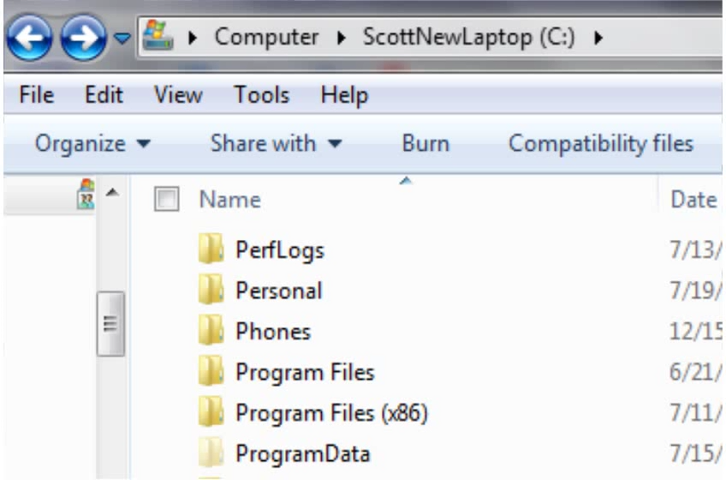 Computer ScottNewLaptop (C:)
File Edit View Tools Help
Organize Share with Burn Compatibility files
Name Date
PerfLogs 7/13/
Personal 7/19/
Phones 12/15
Program Files 6/21/
Program Files (x86) 7/11/
ProgramData 7/15/